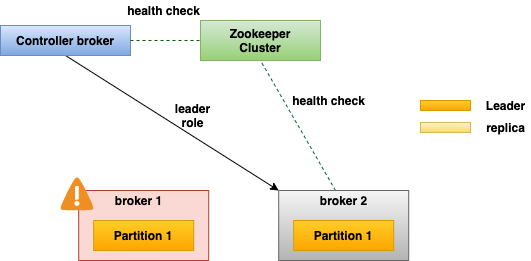 health check
Controller broker
Zookeeper
Cluster
health check
leader
role
Leader
replica
broker 1
Partition 1
broker 2
Partition 1